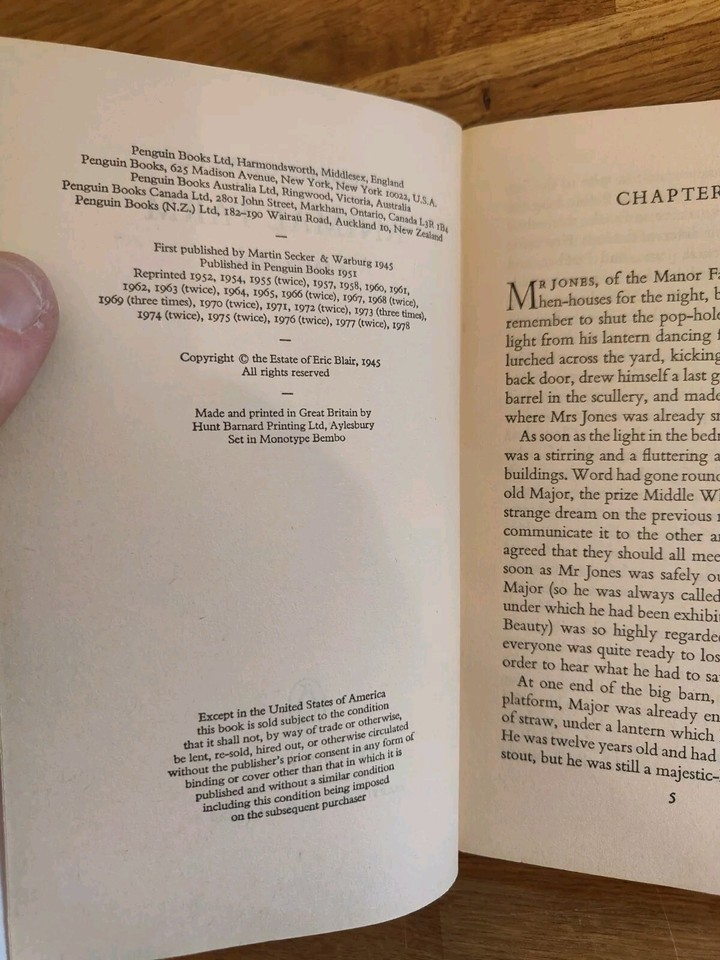 Penguin Books Ltd, Harmondsworth, Middlesex, England
Penguin Books, 625 Madison Avenue, New York, New York 10022, U.S.A.
Penguin Books Australia Ltd, Ringwood, Victoria, Australia
Penguin Books Canada Ltd, 2801 John Street, Markham, Ontario, Canada L3R 1B4
Penguin Books (N.Z.) Ltd, 182–190 Wairau Road, Auckland 10, New Zealand
—
First published by Martin Secker & Warburg 1945
Published in Penguin Books 1951
Reprinted 1952, 1954, 1955 (twice), 1957, 1958, 1960, 1961,
1962, 1963 (twice), 1964, 1965, 1966 (twice), 1967, 1968 (twice),
1969 (three times), 1970 (twice), 1971, 1972 (twice), 1973 (three times),
1974 (twice), 1975 (twice), 1976 (twice), 1977 (twice), 1978
—
Copyright © the Estate of Eric Blair, 1945
All rights reserved
—
Made and printed in Great Britain by
Hunt Barnard Printing Ltd, Aylesbury
Set in Monotype Bembo
Except in the United States of America
this book is sold subject to the condition
that it shall not, by way of trade or otherwise,
be lent, re-sold, hired out, or otherwise circulated
without the publisher's prior consent in any form of
binding or cover other than that in which it is
published and without a similar condition
including this condition being imposed
on the subsequent purchaser
CHAPTER
MR JONES, of the Manor Fa
hen-houses for the night, b
remember to shut the pop-hole
light from his lantern dancing f
lurched across the yard, kicking
back door, drew himself a last g
barrel in the scullery, and made
where Mrs Jones was already sn
As soon as the light in the bedr
was a stirring and a fluttering a
buildings. Word had gone round
old Major, the prize Middle Wh
strange dream on the previous n
communicate it to the other an
agreed that they should all mee
soon as Mr Jones was safely ou
Major (so he was always called
under which he had been exhibit
Beauty) was so highly regarded
everyone was quite ready to los
order to hear what he had to sa
At one end of the big barn,
platform, Major was already en
of straw, under a lantern which
He was twelve years old and had
stout, but he was still a majestic-
5